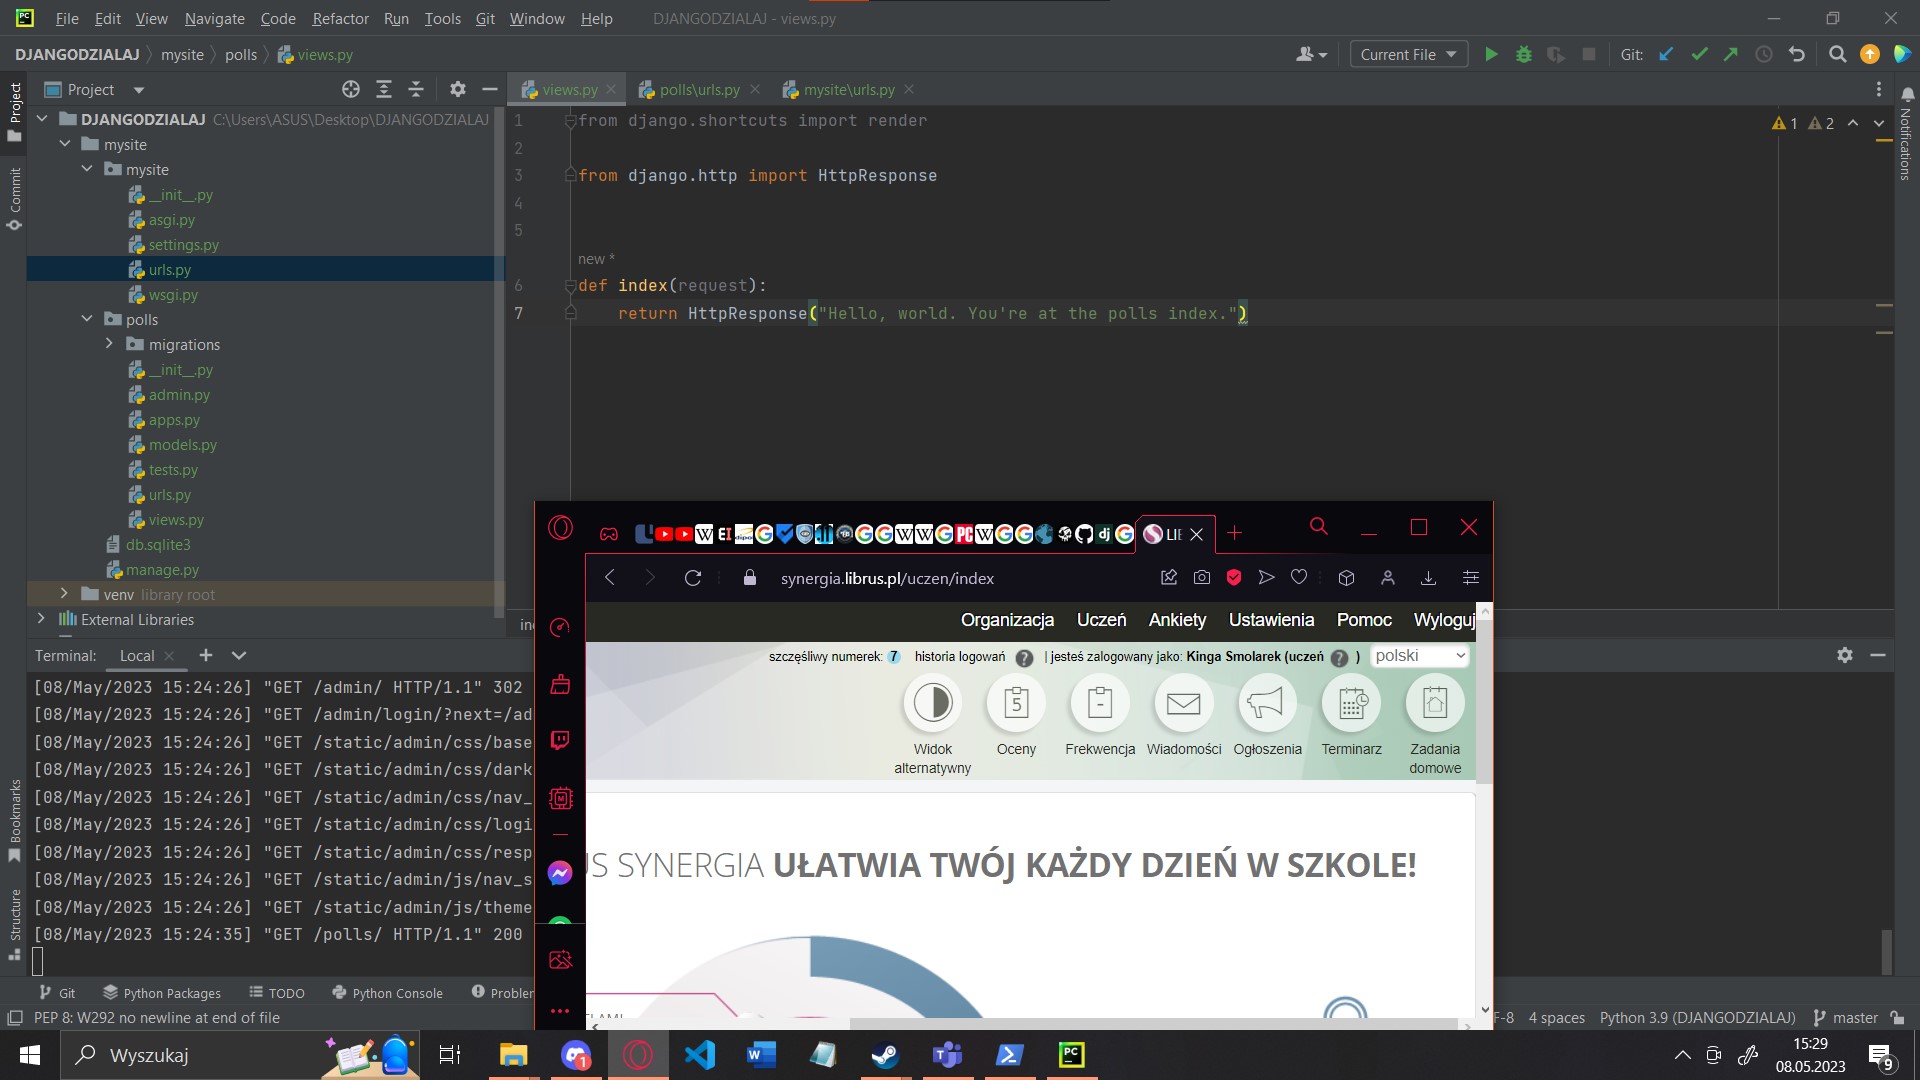 File Edit View Navigate Code Refactor Run Tools Git Window Help DJANGODZIALAJ - views.py
DJANGODZIALAJ mysite polls views.py
Current File
Git:
Project
views.py polls\urls.py mysite\urls.py
DJANGODZIALAJ C:\Users\ASUS\Desktop\DJANGODZIALAJ
mysite
mysite
__init__.py
asgi.py
settings.py
urls.py
wsgi.py
polls
migrations
__init__.py
admin.py
apps.py
models.py
tests.py
urls.py
views.py
db.sqlite3
manage.py
venv library root
External Libraries
Project
Commit
Bookmarks
Structure
Notifications
1 from django.shortcuts import render
2
3 from django.http import HttpResponse
4
5
new *
6 def index(request):
7 return HttpResponse("Hello, world. You're at the polls index.")
1 2
Terminal: Local
[08/May/2023 15:24:26] "GET /admin/ HTTP/1.1" 302
[08/May/2023 15:24:26] "GET /admin/login/?next=/ad
[08/May/2023 15:24:26] "GET /static/admin/css/base
[08/May/2023 15:24:26] "GET /static/admin/css/dark
[08/May/2023 15:24:26] "GET /static/admin/css/nav_
[08/May/2023 15:24:26] "GET /static/admin/css/logi
[08/May/2023 15:24:26] "GET /static/admin/css/resp
[08/May/2023 15:24:26] "GET /static/admin/js/nav_s
[08/May/2023 15:24:26] "GET /static/admin/js/theme
[08/May/2023 15:24:35] "GET /polls/ HTTP/1.1" 200
LIE
synergia.librus.pl/uczen/index
Organizacja Uczeń Ankiety Ustawienia Pomoc Wyloguj
szczęśliwy numerek: 7 historia logowań ? | jesteś zalogowany jako: Kinga Smolarek (uczeń ? ) polski
Widok alternatywny
Oceny
Frekwencja
Wiadomości
Ogłoszenia
Terminarz
Zadania domowe
US SYNERGIA UŁATWIA TWÓJ KAŻDY DZIEŃ W SZKOLE!
Git Python Packages TODO Python Console Probler
PEP 8: W292 no newline at end of file
F-8 4 spaces Python 3.9 (DJANGODZIALAJ) master
Wyszukaj
15:29
08.05.2023
9